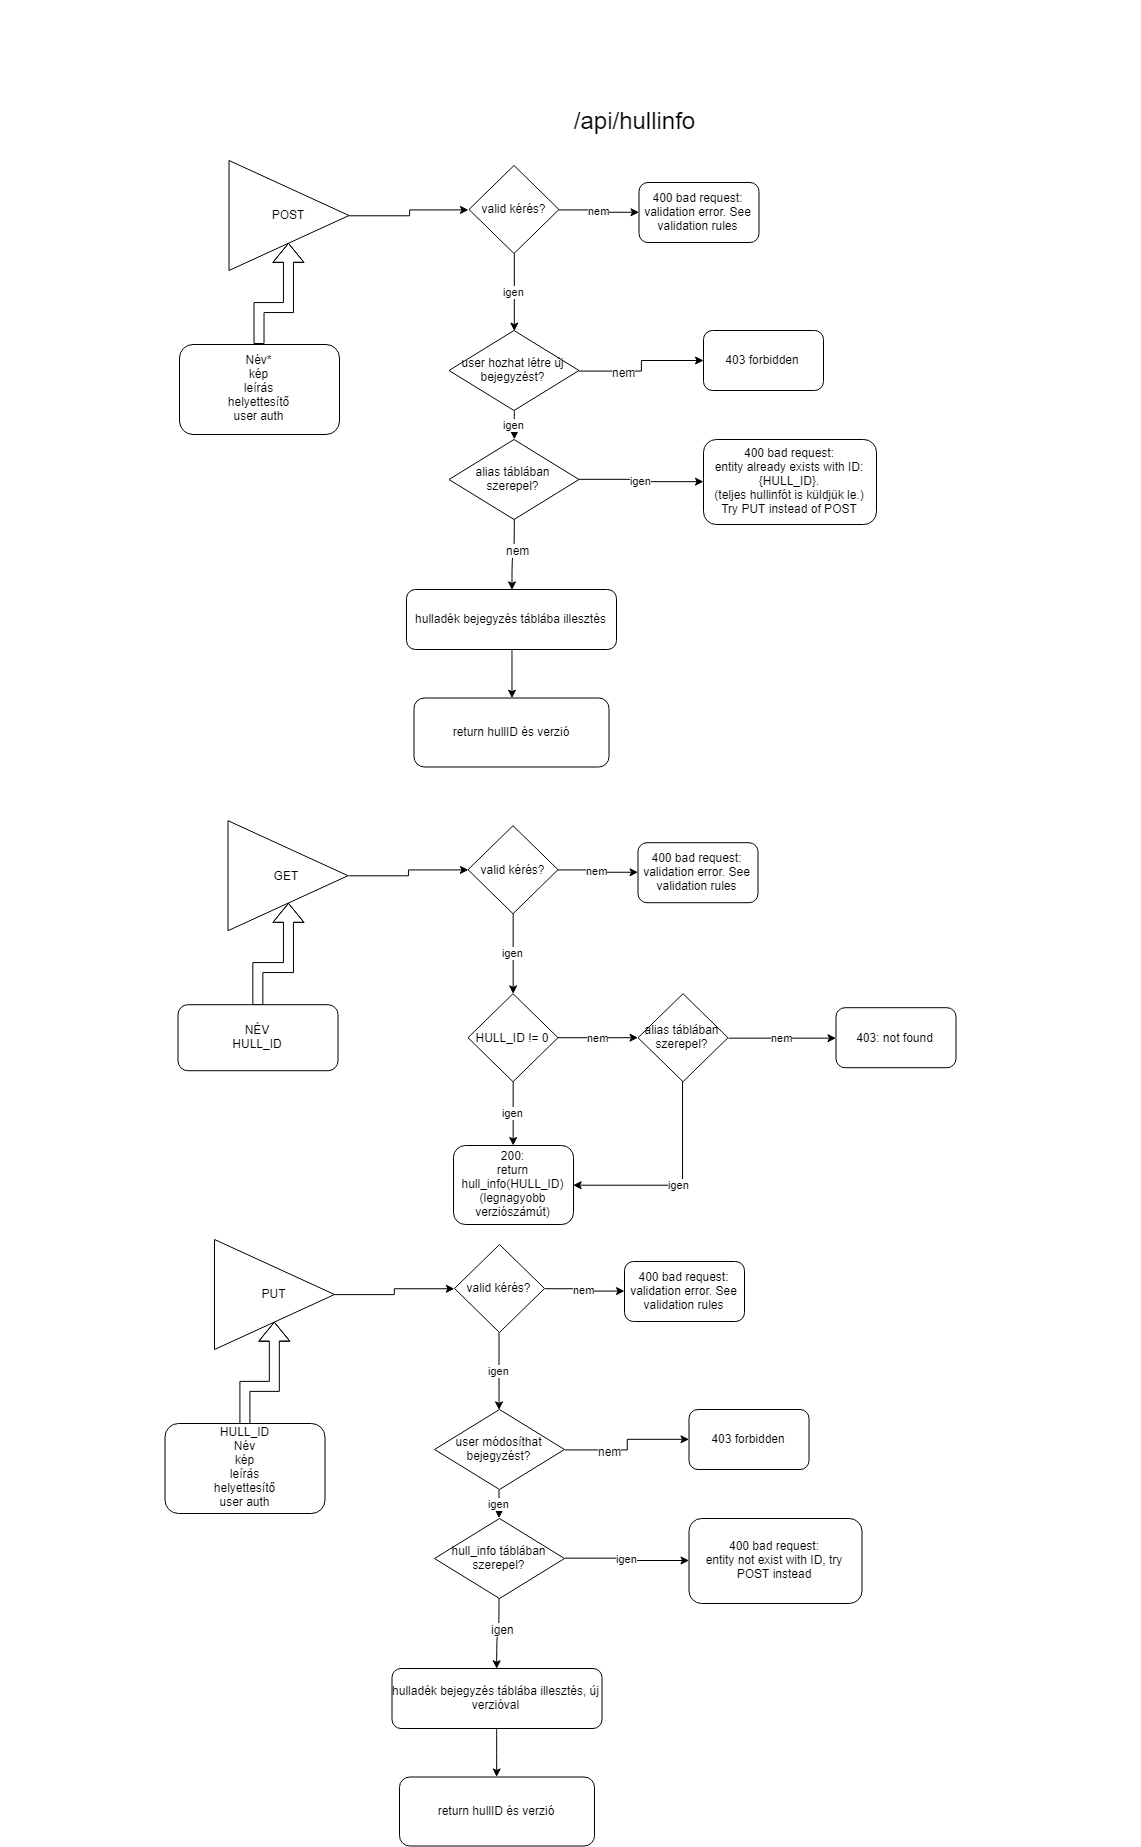 /api/hullinfo
POST
valid kérés?
nem
400 bad request:
validation error. See
validation rules
igen
Név*
kép
leírás
helyettesítő
user auth
user hozhat létre új
bejegyzést?
nem
403 forbidden
igen
alias táblában
szerepel?
igen
400 bad request:
entity already exists with ID:
{HULL_ID}.
(teljes hullinfót is küldjük le.)
Try PUT instead of POST
nem
hulladék bejegyzés táblába illesztés
return hullID és verzió
GET
valid kérés?
nem
400 bad request:
validation error. See
validation rules
igen
NÉV
HULL_ID
HULL_ID != 0
nem
alias táblában
szerepel?
nem
403: not found
igen
200:
return
hull_info(HULL_ID)
(legnagyobb
verziószámút)
igen
PUT
valid kérés?
nem
400 bad request:
validation error. See
validation rules
igen
HULL_ID
Név
kép
leírás
helyettesítő
user auth
user módosíthat
bejegyzést?
nem
403 forbidden
igen
hull_info táblában
szerepel?
igen
400 bad request:
entity not exist with ID, try
POST instead
igen
hulladék bejegyzés táblába illesztés, új
verzióval
return hullID és verzió